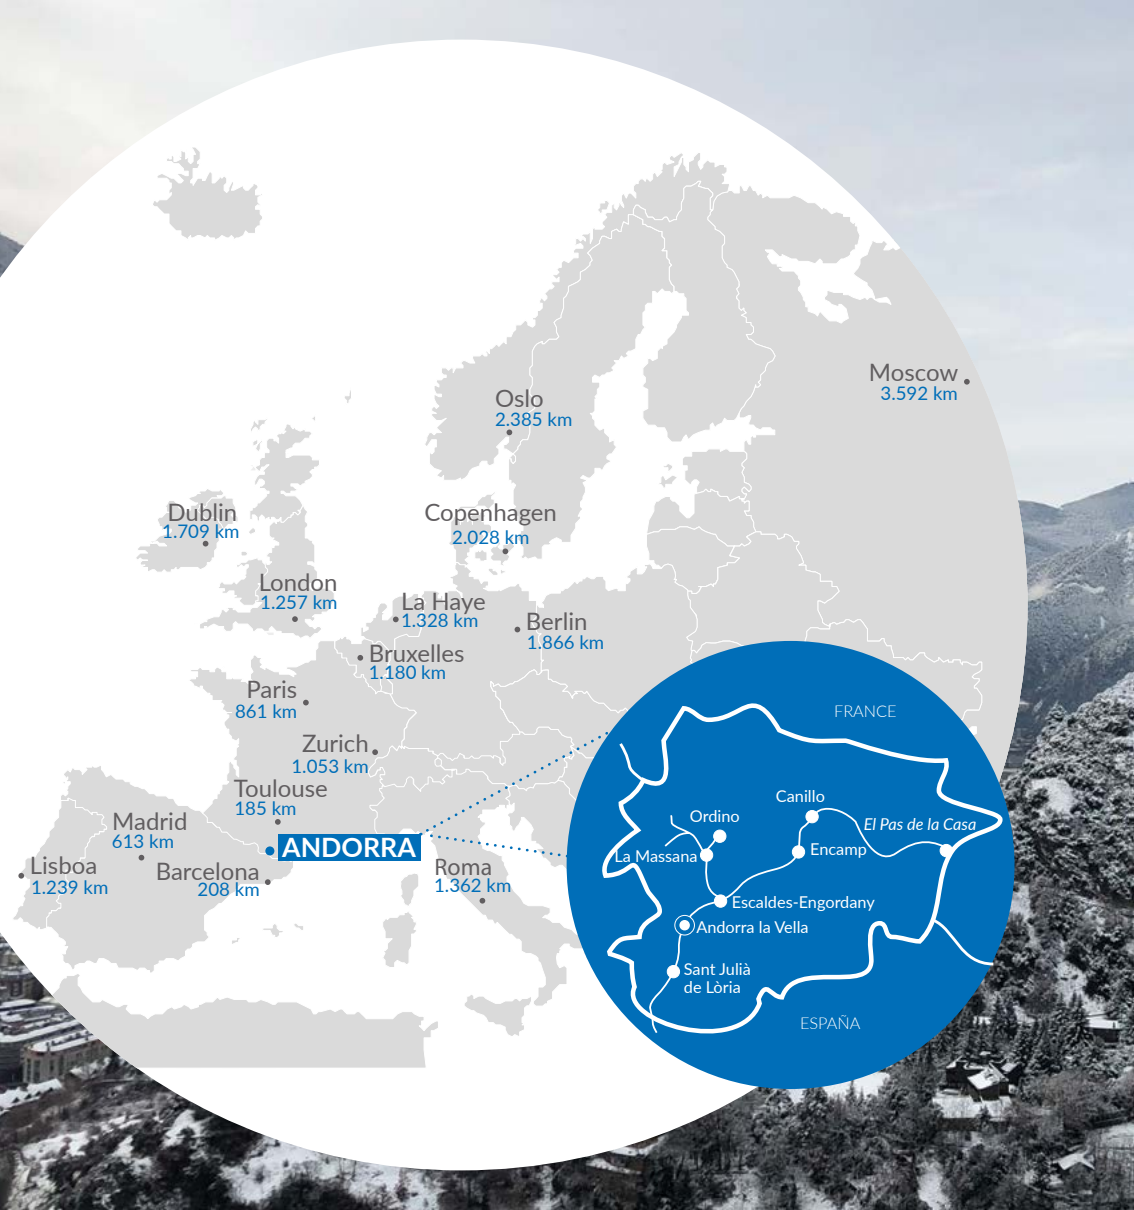 Moscow
3.592 km
Oslo
2.385 km
Dublin
1.709 km
Copenhagen
2.028 km
London
1.257 km
La Haye
1.328 km
Berlin
1.866 km
Bruxelles
1.180 km
Paris
861 km
Zurich
1.053 km
Toulouse
185 km
Madrid
613 km
ANDORRA
Lisboa
1.239 km
Barcelona
208 km
Roma
1.362 km
FRANCE
Canillo
Ordino
El Pas de la Casa
La Massana
Encamp
Escaldes-Engordany
Andorra la Vella
Sant Julià
de Lòria
ESPAÑA